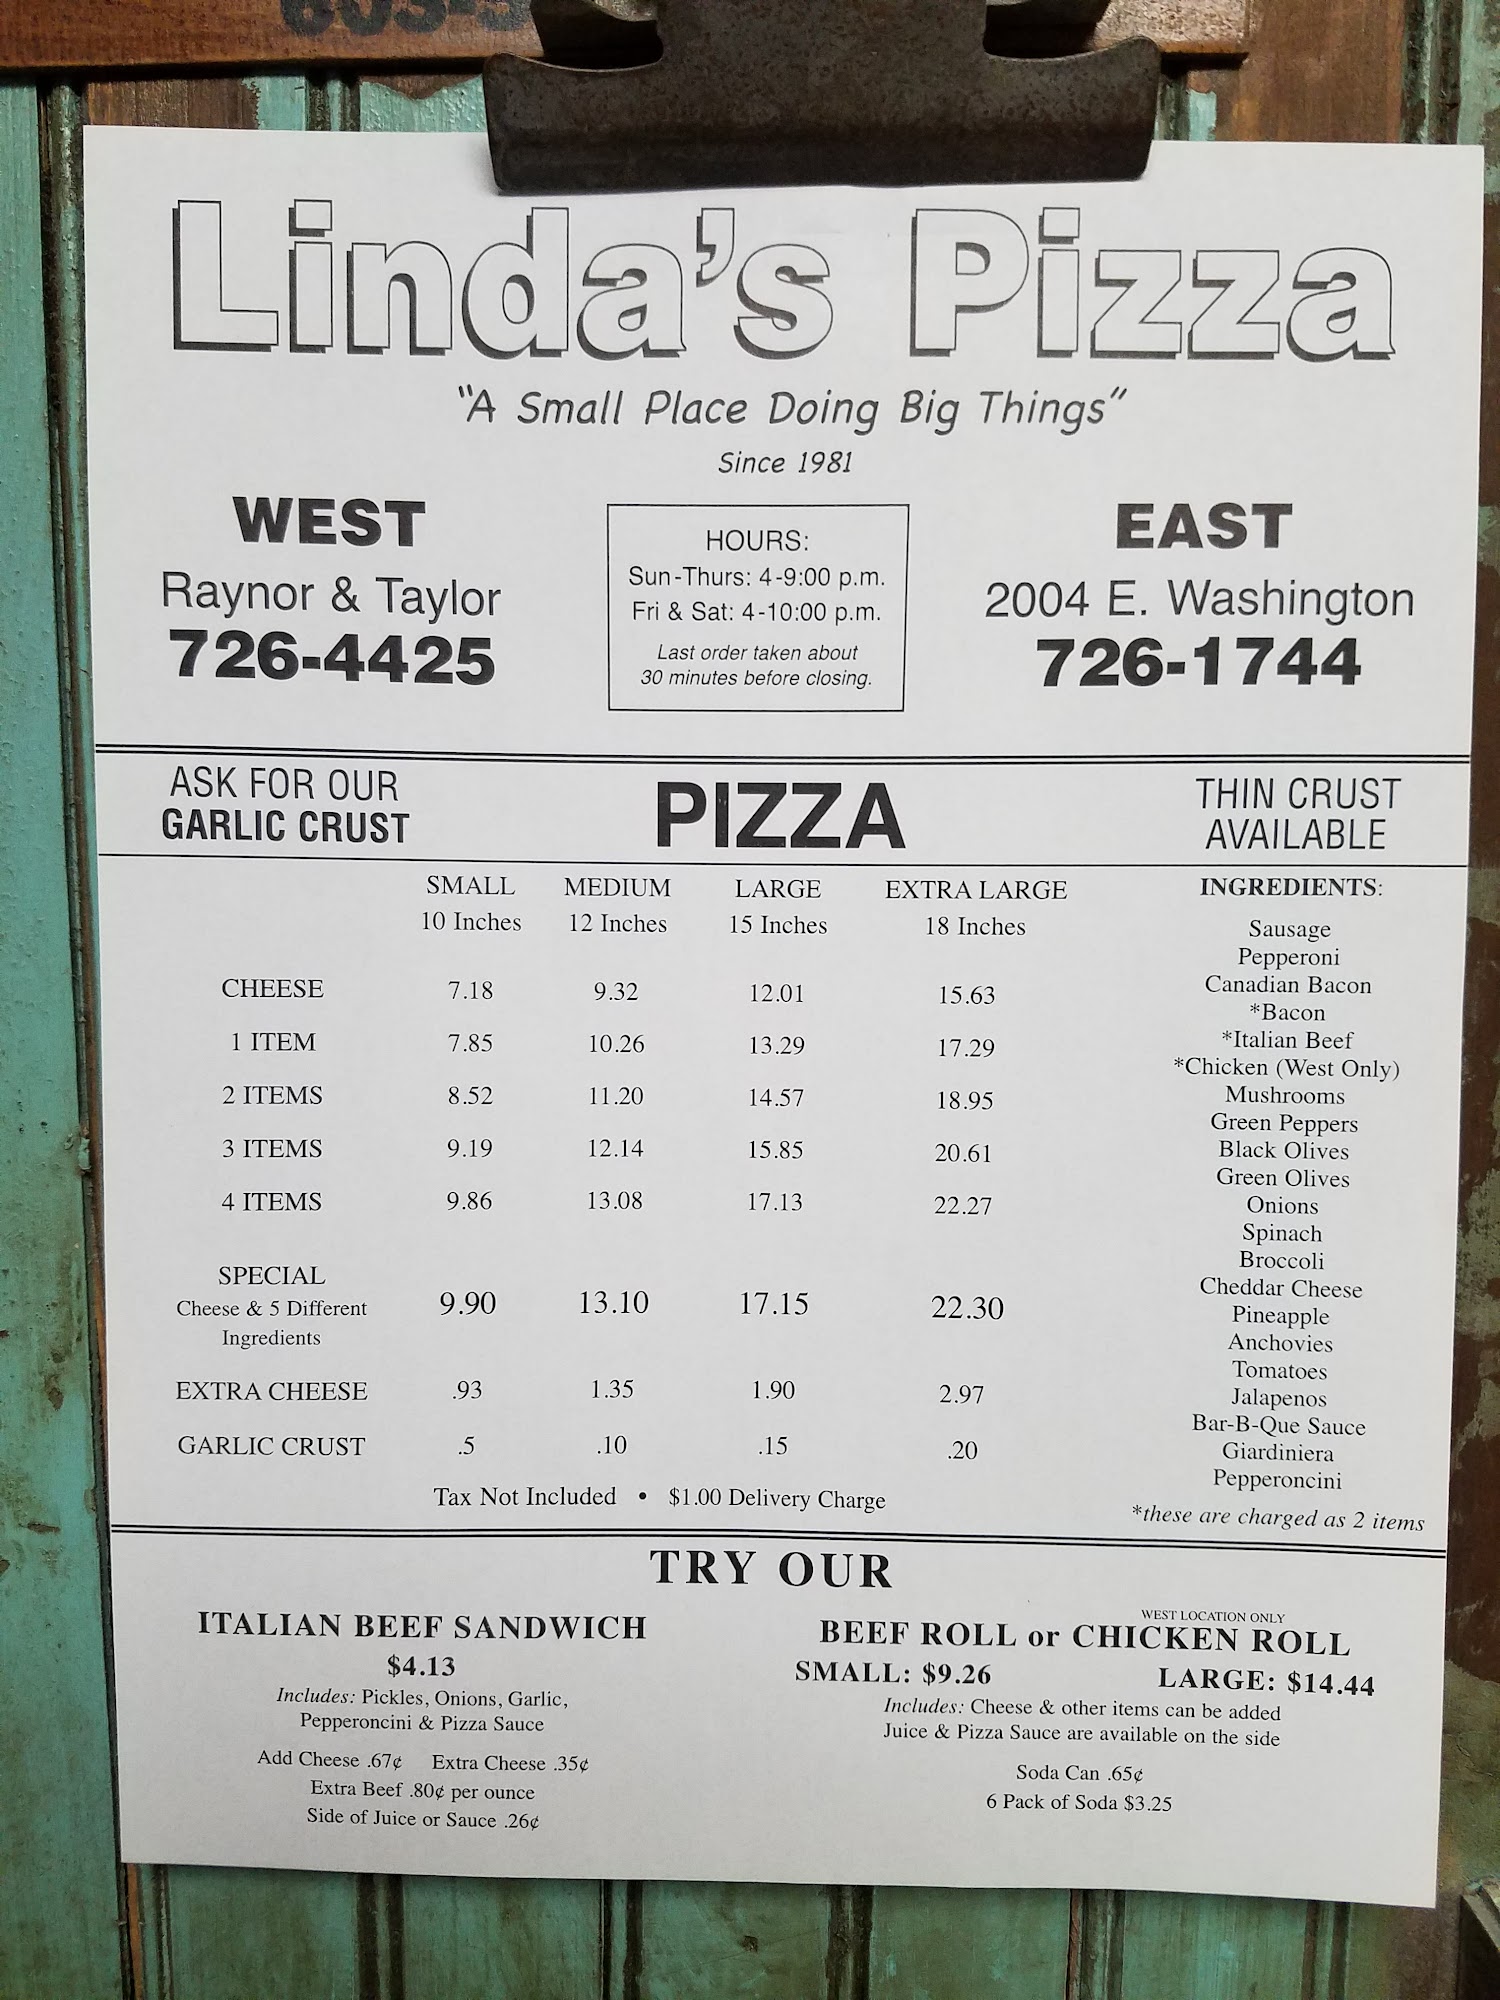 Linda's Pizza
"A Small Place Doing Big Things"
Since 1981
WEST
Raynor & Taylor
726-4425
HOURS:
Sun-Thurs: 4-9:00 p.m.
Fri & Sat: 4-10:00 p.m.
Last order taken about
30 minutes before closing.
EAST
2004 E. Washington
726-1744
ASK FOR OUR
GARLIC CRUST
PIZZA
THIN CRUST
AVAILABLE
SMALL MEDIUM LARGE EXTRA LARGE
10 Inches 12 Inches 15 Inches 18 Inches
CHEESE 7.18 9.32 12.01 15.63
1 ITEM 7.85 10.26 13.29 17.29
2 ITEMS 8.52 11.20 14.57 18.95
3 ITEMS 9.19 12.14 15.85 20.61
4 ITEMS 9.86 13.08 17.13 22.27
SPECIAL
Cheese & 5 Different 9.90 13.10 17.15 22.30
Ingredients
EXTRA CHEESE .93 1.35 1.90 2.97
GARLIC CRUST .5 .10 .15 .20
Tax Not Included • $1.00 Delivery Charge
INGREDIENTS:
Sausage
Pepperoni
Canadian Bacon
*Bacon
*Italian Beef
*Chicken (West Only)
Mushrooms
Green Peppers
Black Olives
Green Olives
Onions
Spinach
Broccoli
Cheddar Cheese
Pineapple
Anchovies
Tomatoes
Jalapenos
Bar-B-Que Sauce
Giardiniera
Pepperoncini
*these are charged as 2 items
TRY OUR
ITALIAN BEEF SANDWICH
$4.13
Includes: Pickles, Onions, Garlic,
Pepperoncini & Pizza Sauce
Add Cheese .67¢ Extra Cheese .35¢
Extra Beef .80¢ per ounce
Side of Juice or Sauce .26¢
WEST LOCATION ONLY
BEEF ROLL or CHICKEN ROLL
SMALL: $9.26 LARGE: $14.44
Includes: Cheese & other items can be added
Juice & Pizza Sauce are available on the side
Soda Can .65¢
6 Pack of Soda $3.25